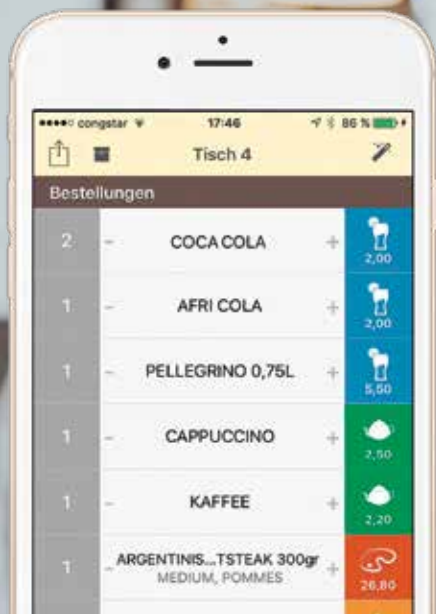 congstar 17:46 86 %
Tisch 4
Bestellungen
2 - COCA COLA + 2,00
1 - AFRI COLA + 2,00
1 - PELLEGRINO 0,75L + 5,50
1 - CAPPUCCINO + 2,50
1 - KAFFEE + 2,20
1 - ARGENTINIS...TSTEAK 300gr + 26,80
MEDIUM, POMMES